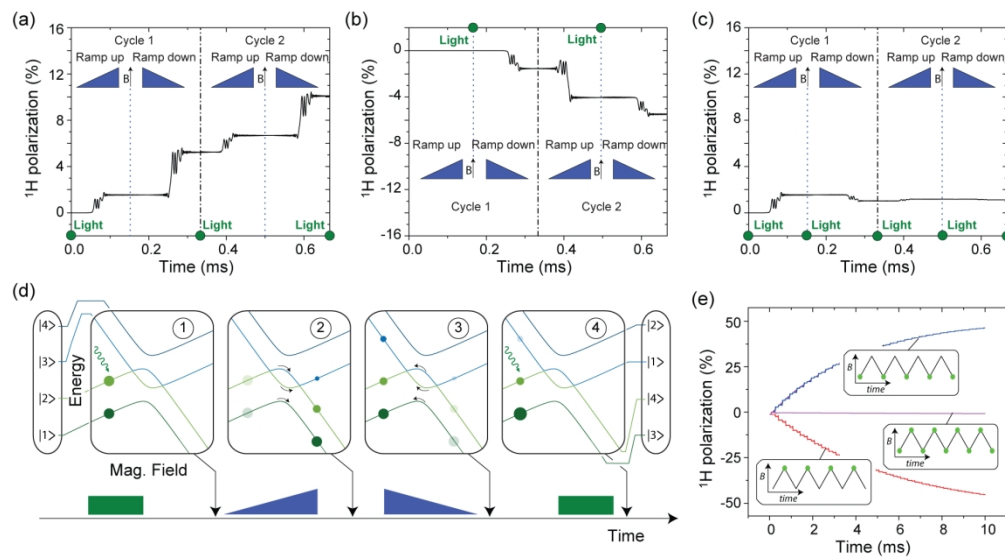 (a)
16
12
8
4
0
¹H polarization (%)
Cycle 1
Cycle 2
Ramp up
Ramp down
Ramp up
Ramp down
B
B
Light
Light
Light
0.0
0.2
0.4
0.6
Time (ms)
(b)
0
-4
-8
-12
-16
¹H polarization (%)
Light
Light
Ramp up
Ramp down
Ramp up
Ramp down
B
B
Cycle 1
Cycle 2
0.0
0.2
0.4
0.6
Time (ms)
(c)
16
12
8
4
0
¹H polarization (%)
Cycle 1
Cycle 2
Ramp up
Ramp down
Ramp up
Ramp down
B
B
Light
Light
Light
Light
0.0
0.2
0.4
0.6
Time (ms)
(d)
|4>
|3>
|2>
|1>
Energy
1
2
3
4
|2>
|1>
|4>
|3>
Mag. Field
Time
(e)
50
25
0
-25
-50
¹H polarization (%)
B
time
B
time
B
time
0
2
4
6
8
10
Time (ms)